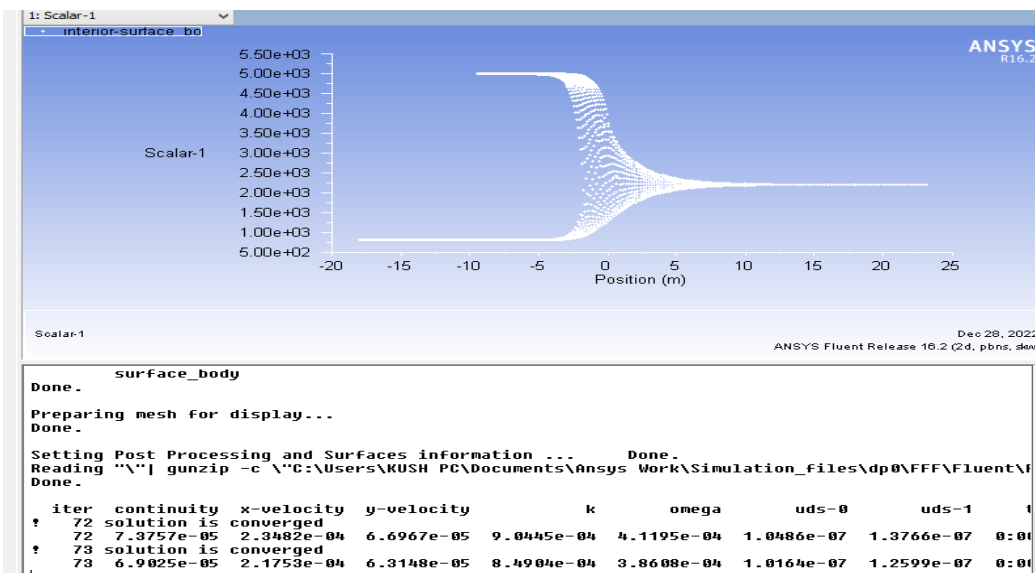 1: Scalar-1
interior-surface_bo
ANSYS
R16.2
5.50e+03
5.00e+03
4.50e+03
4.00e+03
3.50e+03
3.00e+03
2.50e+03
2.00e+03
1.50e+03
1.00e+03
5.00e+02
Scalar-1
-20 -15 -10 -5 0 5 10 15 20 25
Position (m)
Scalar-1
Dec 28, 2022
ANSYS Fluent Release 16.2 (2d, pbns, skw
surface_body
Done.
Preparing mesh for display...
Done.
Setting Post Processing and Surfaces information ... Done.
Reading "\"| gunzip -c \"C:\Users\KUSH PC\Documents\Ansys Work\Simulation_files\dp0\FFF\Fluent\F
Done.
iter continuity x-velocity y-velocity k omega uds-0 uds-1 t
! 72 solution is converged
72 7.3757e-05 2.3482e-04 6.6967e-05 9.0445e-04 4.1195e-04 1.0486e-07 1.3766e-07 0:00
! 73 solution is converged
73 6.9025e-05 2.1753e-04 6.3148e-05 8.4904e-04 3.8608e-04 1.0164e-07 1.2599e-07 0:00